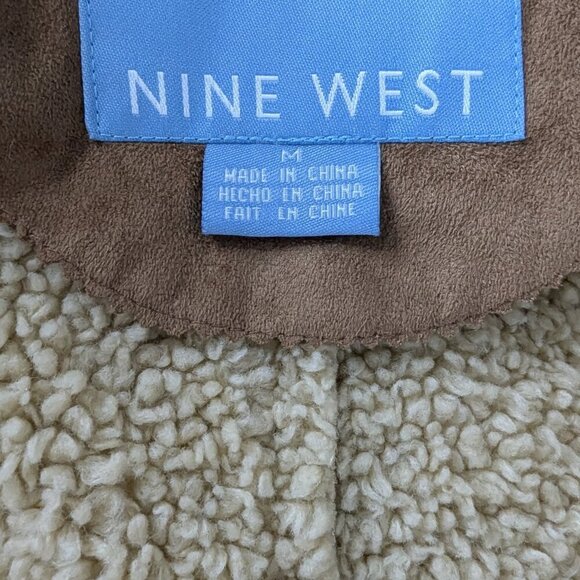 NINE WEST
M
MADE IN CHINA
HECHO EN CHINA
FAIT EN CHINE